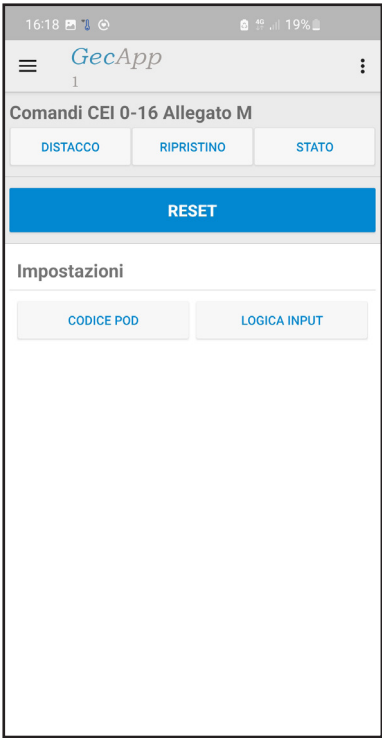 16:18 4G 19%
GecApp
1
Comandi CEI 0-16 Allegato M
DISTACCO RIPRISTINO STATO
RESET
Impostazioni
CODICE POD LOGICA INPUT